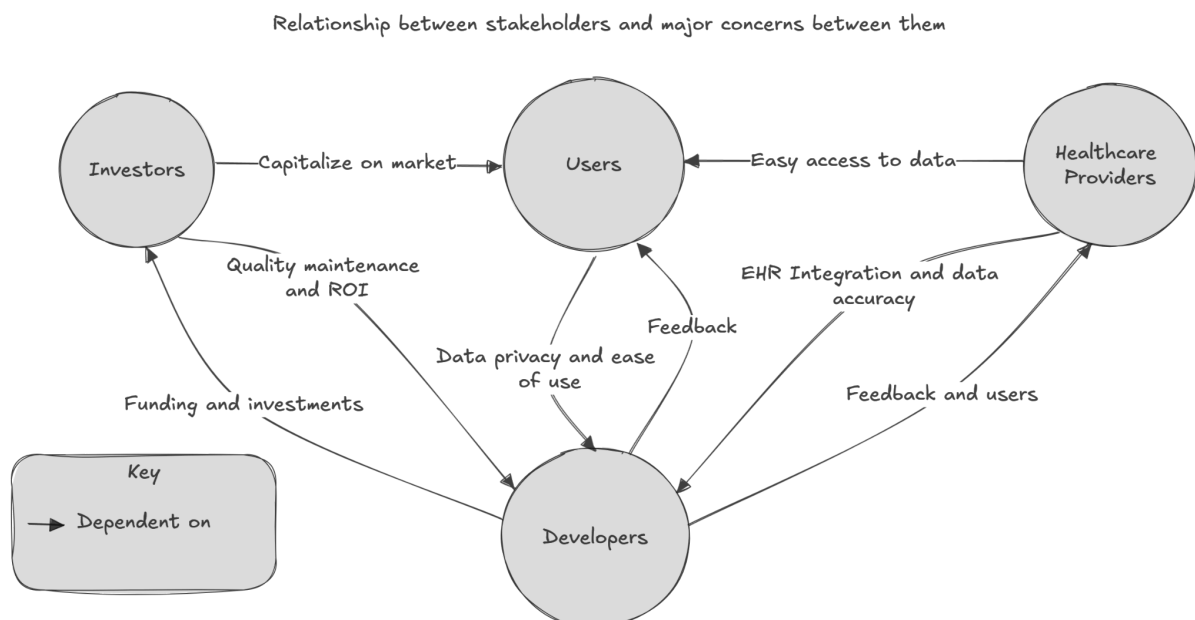 Relationship between stakeholders and major concerns between them
Investors
Capitalize on market
Users
Easy access to data
Healthcare
Providers
Quality maintenance
and ROI
EHR Integration and data
accuracy
Feedback
Data privacy and ease
of use
Funding and investments
Feedback and users
Key
Dependent on
Developers